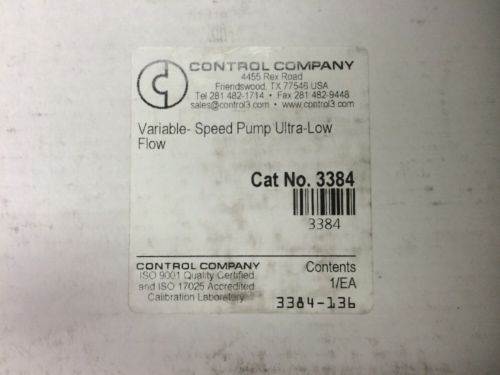 CONTROL COMPANY
4455 Rex Road
Friendswood, TX 77546 USA
Tel 281 482-1714 • Fax 281 482-9448
sales@control3.com • www.control3.com
Variable- Speed Pump Ultra-Low
Flow
Cat No. 3384
3384
CONTROL COMPANY
ISO 9001 Quality Certified
and ISO 17025 Accredited
Calibration Laboratory
Contents
1/EA
3384-136